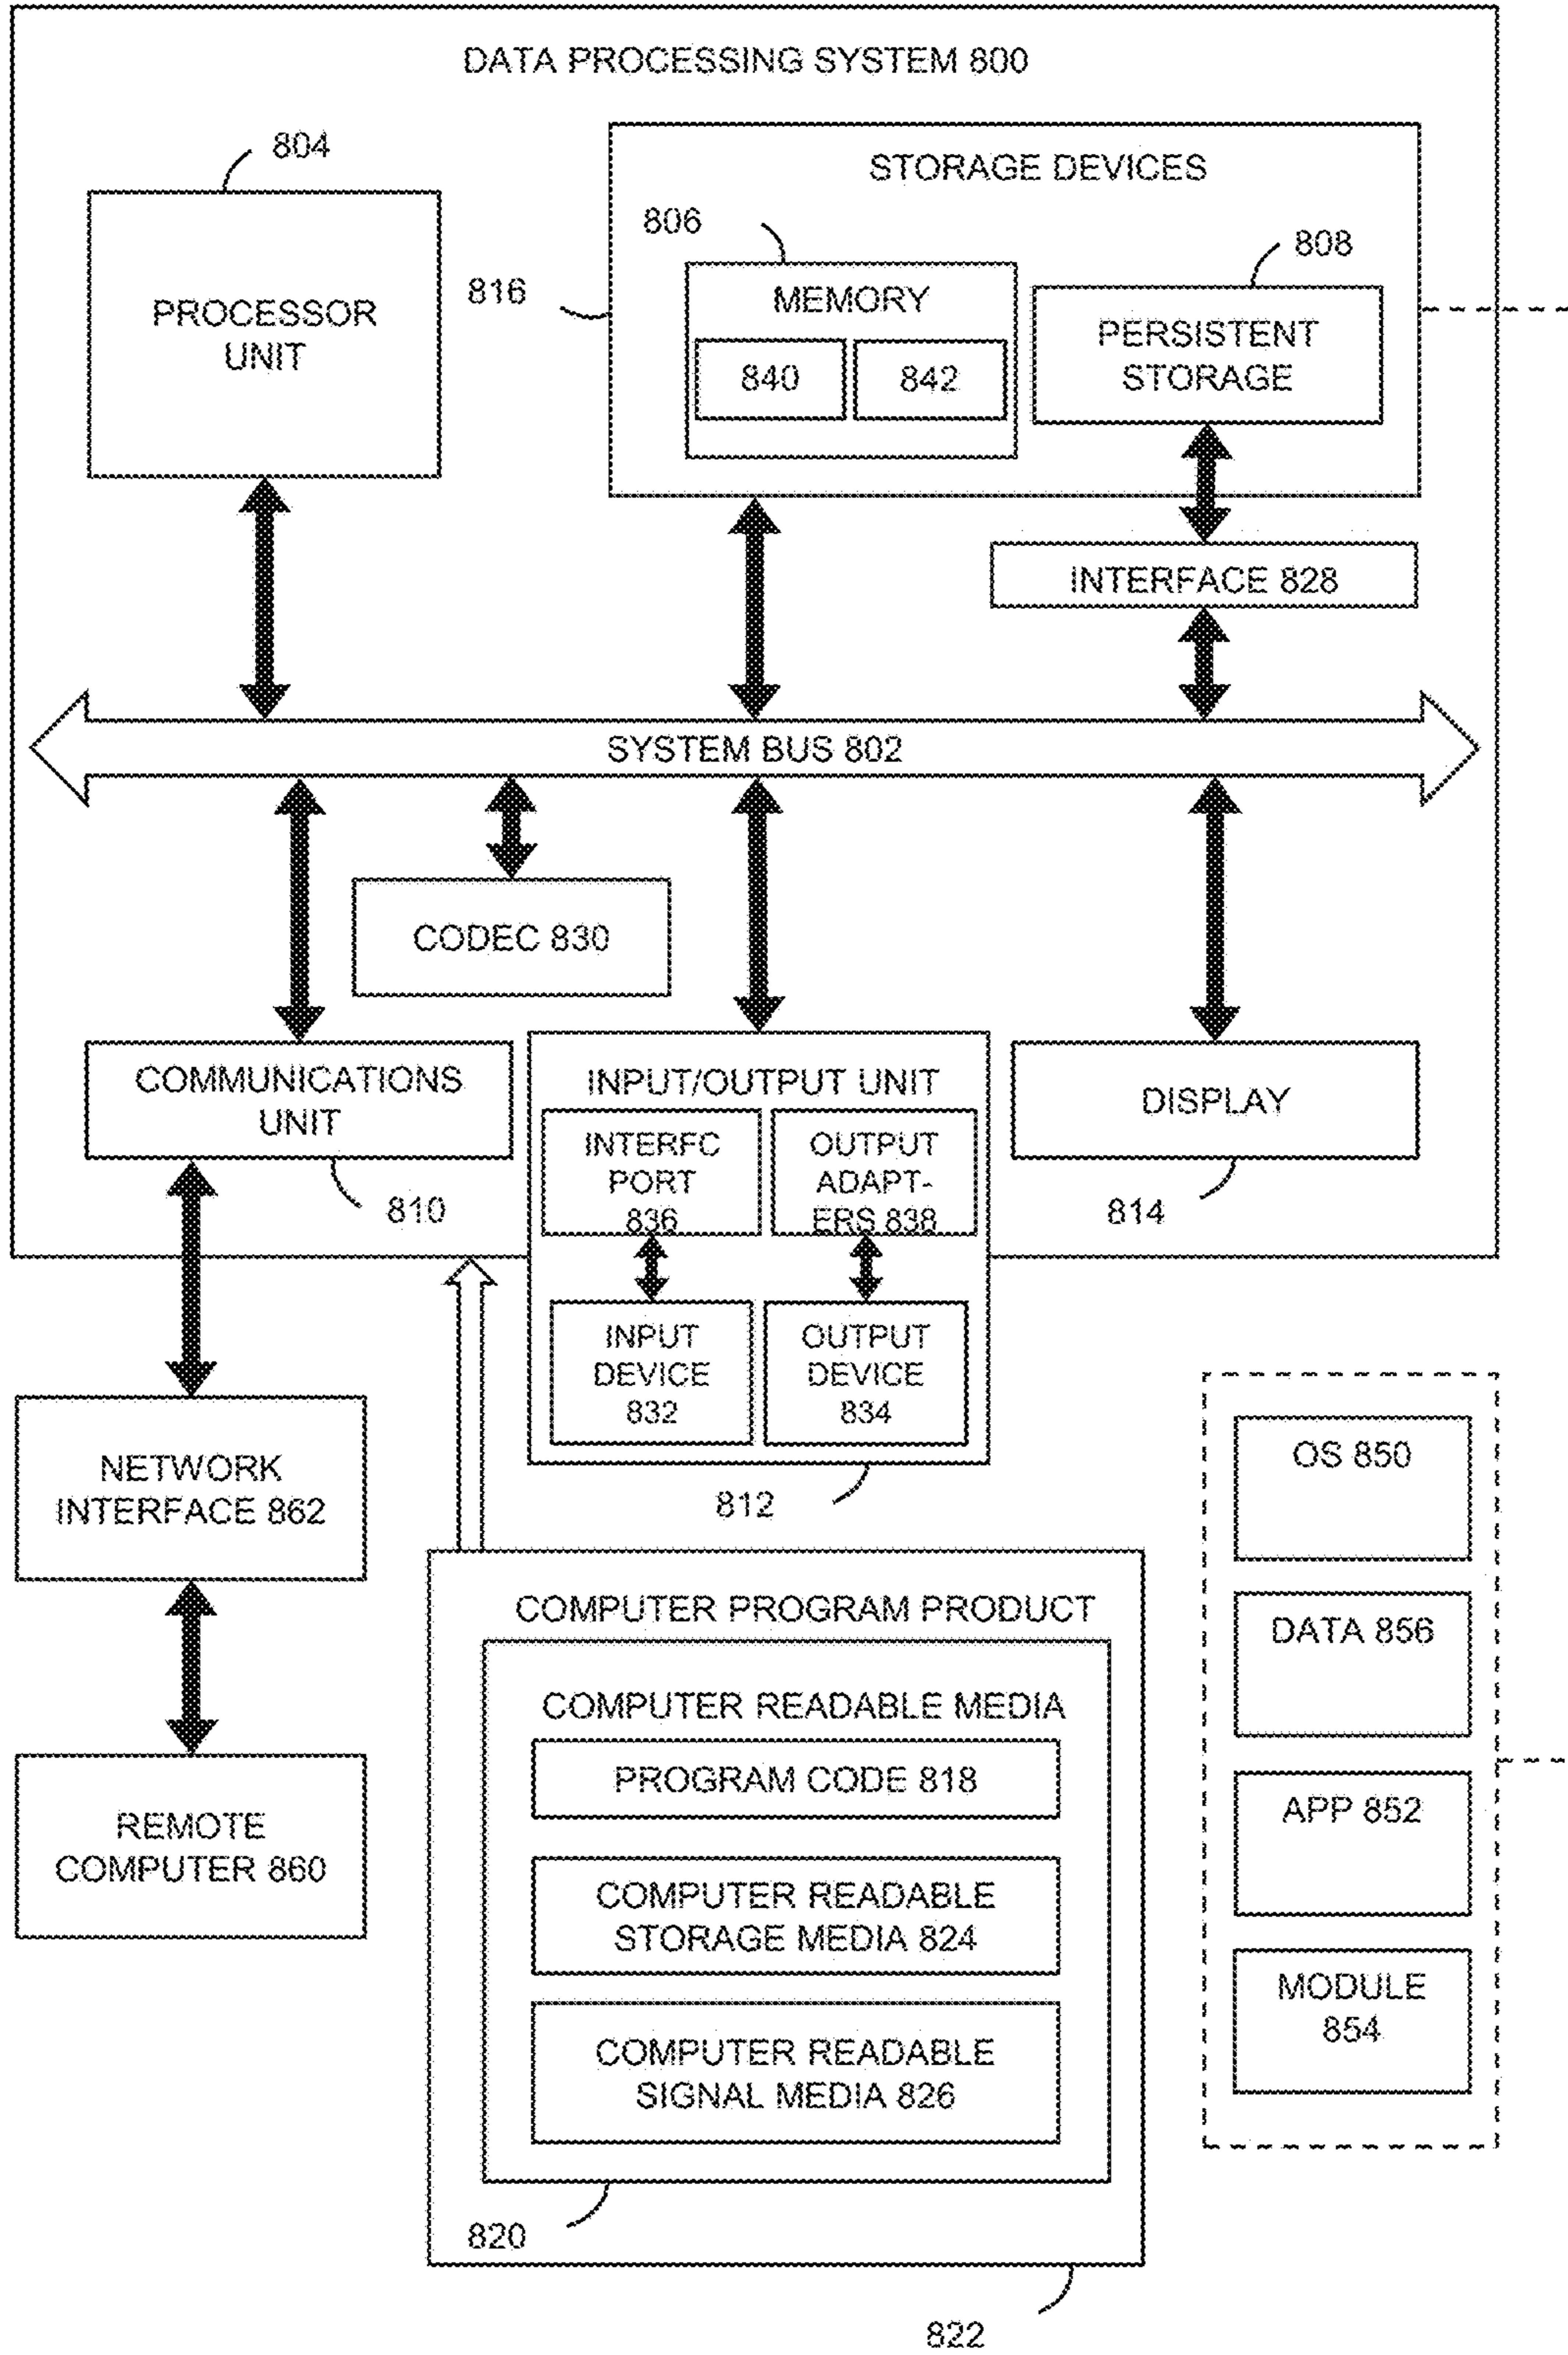 DATA PROCESSING SYSTEM 800
804
STORAGE DEVICES
806
808
816
PROCESSOR
UNIT
MEMORY
840
842
PERSISTENT
STORAGE
INTERFACE 828
SYSTEM BUS 802
CODEC 830
COMMUNICATIONS
UNIT
810
INPUT/OUTPUT UNIT
INTERFC
PORT
836
OUTPUT
ADAPT-
ERS 838
DISPLAY
814
INPUT
DEVICE
832
OUTPUT
DEVICE
834
812
NETWORK
INTERFACE 862
REMOTE
COMPUTER 860
COMPUTER PROGRAM PRODUCT
COMPUTER READABLE MEDIA
PROGRAM CODE 818
COMPUTER READABLE
STORAGE MEDIA 824
COMPUTER READABLE
SIGNAL MEDIA 826
820
822
OS 850
DATA 856
APP 852
MODULE
854